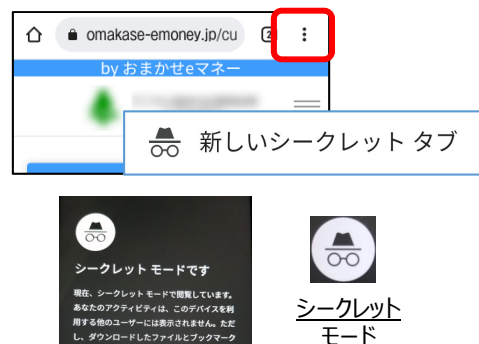 omakase-emoney.jp/cu
by おまかせeマネー
新しいシークレット タブ
シークレット モードです
現在、シークレット モードで閲覧しています。
あなたのアクティビティは、このデバイスを利
用する他のユーザーには表示されません。ただ
し、ダウンロードしたファイルとブックマーク
シークレット
モード